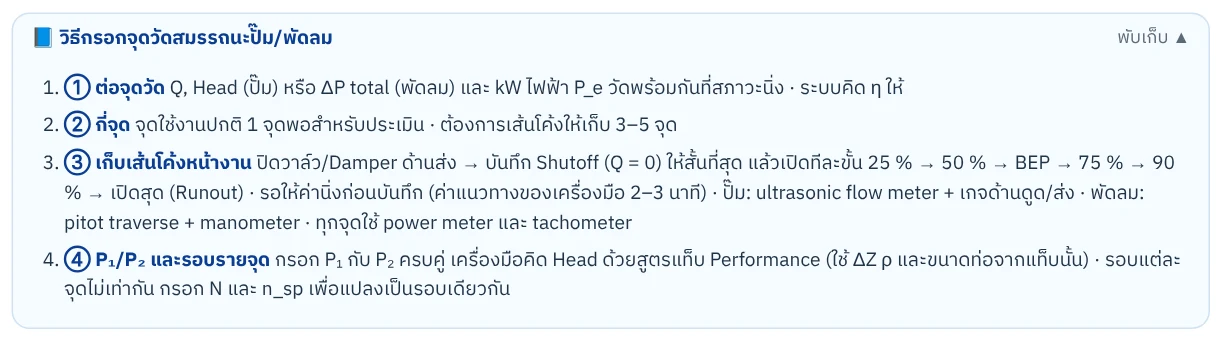 📘 วิธีกรอกจุดวัดสมรรถนะปั๊ม/พัดลม พับเก็บ ▲
1. ① ต่อจุดวัด Q, Head (ปั๊ม) หรือ ΔP total (พัดลม) และ kW ไฟฟ้า P_e วัดพร้อมกันที่สภาวะนิ่ง · ระบบคิด η ให้
2. ② กี่จุด จุดใช้งานปกติ 1 จุดพอสำหรับประเมิน · ต้องการเส้นโค้งให้เก็บ 3–5 จุด
3. ③ เก็บเส้นโค้งหน้างาน ปิดวาล์ว/Damper ด้านส่ง → บันทึก Shutoff (Q = 0) ให้สั้นที่สุด แล้วเปิดทีละขั้น 25 % → 50 % → BEP → 75 % → 90
% → เปิดสุด (Runout) · รอให้ค่านิ่งก่อนบันทึก (ค่าแนวทางของเครื่องมือ 2–3 นาที) · ปั๊ม: ultrasonic flow meter + เกจด้านดูด/ส่ง · พัดลม:
pitot traverse + manometer · ทุกจุดใช้ power meter และ tachometer
4. ④ P₁/P₂ และรอบรายจุด กรอก P₁ กับ P₂ ครบคู่ เครื่องมือคิด Head ด้วยสูตรแท็บ Performance (ใช้ ΔZ ρ และขนาดท่อจากแท็บนั้น) · รอบแต่ละ
จุดไม่เท่ากัน กรอก N และ n_sp เพื่อแปลงเป็นรอบเดียวกัน